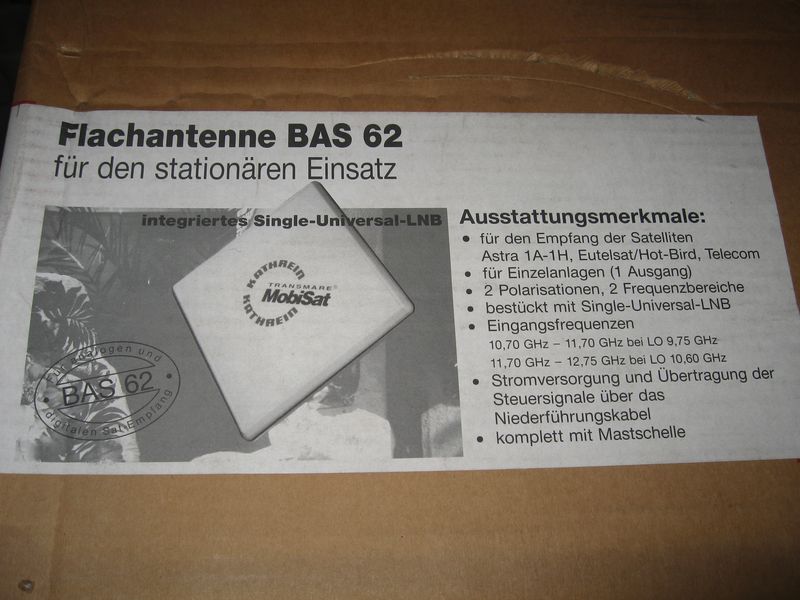 Flachantenne BAS 62
für den stationären Einsatz
integriertes Single-Universal-LNB
KATHREIN
TRANSMARE®
MobiSat
KATHREIN
Für analogen und
BAS 62
digitalen Sat-Empfang
Ausstattungsmerkmale:
• für den Empfang der Satelliten
Astra 1A-1H, Eutelsat/Hot-Bird, Telecom
• für Einzelanlagen (1 Ausgang)
• 2 Polarisationen, 2 Frequenzbereiche
• bestückt mit Single-Universal-LNB
• Eingangsfrequenzen
10,70 GHz – 11,70 GHz bei LO 9,75 GHz
11,70 GHz – 12,75 GHz bei LO 10,60 GHz
• Stromversorgung und Übertragung der
Steuersignale über das
Niederführungskabel
• komplett mit Mastschelle